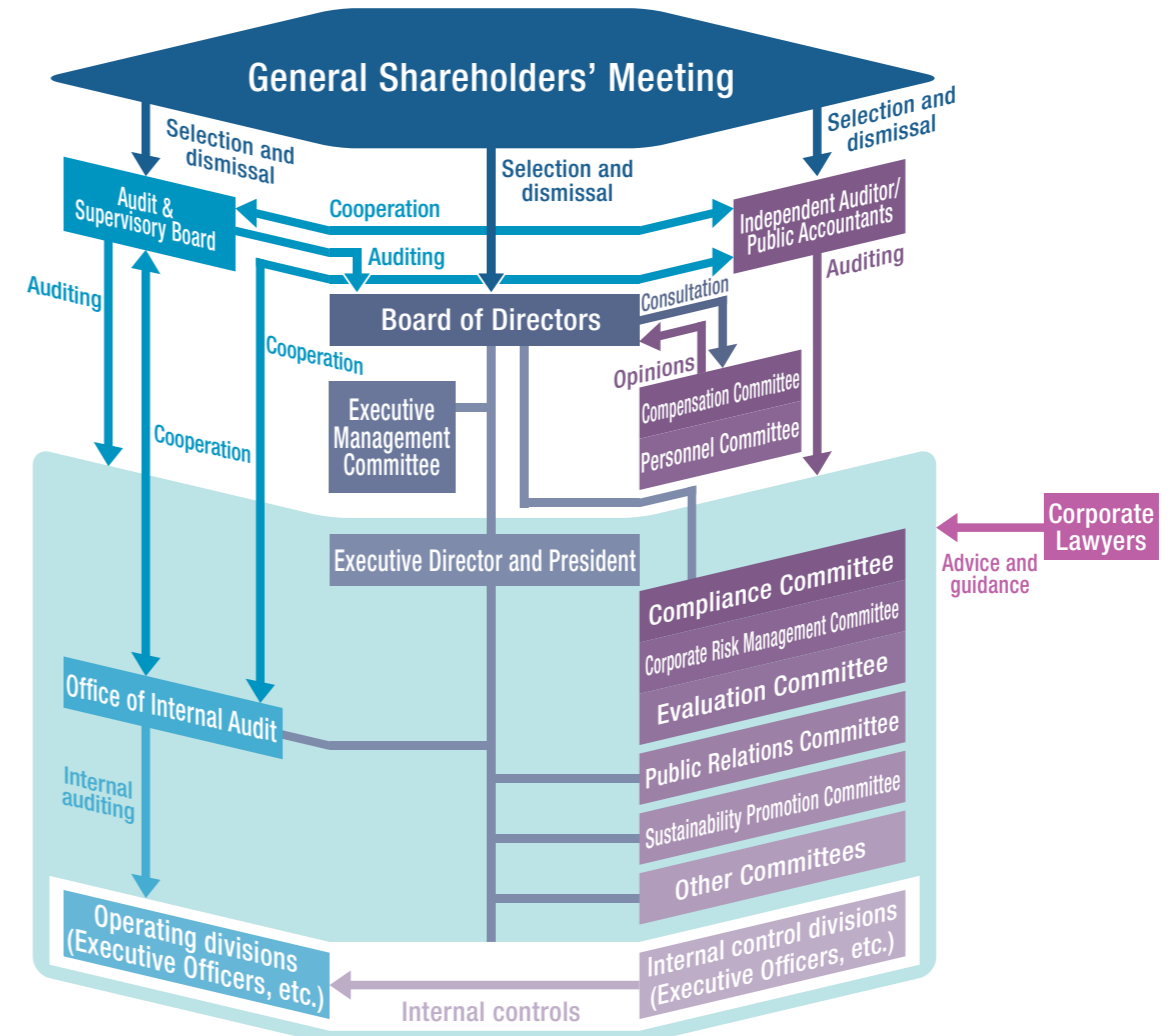 General Shareholders’ Meeting
Selection and
dismissal
Selection and
dismissal
Selection and
dismissal
Audit &
Supervisory Board
Cooperation
Independent Auditor/
Public Accountants
Auditing
Auditing
Auditing
Board of Directors
Consultation
Cooperation
Opinions
Executive
Management
Committee
Compensation Committee
Personnel Committee
Cooperation
Corporate
Lawyers
Advice and
guidance
Executive Director and President
Compliance Committee
Corporate Risk Management Committee
Evaluation Committee
Office of Internal Audit
Public Relations Committee
Internal
auditing
Sustainability Promotion Committee
Other Committees
Operating divisions
(Executive Officers, etc.)
Internal control divisions
(Executive Officers, etc.)
Internal controls